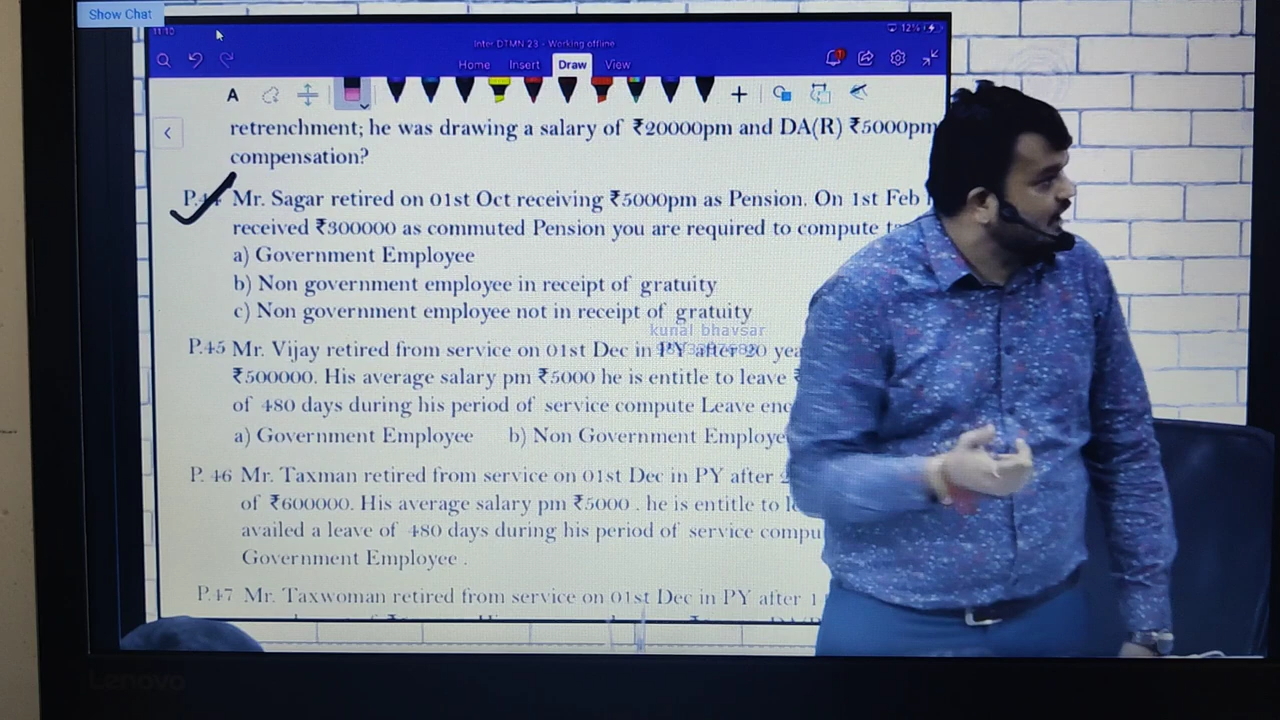 Show Chat
11:10
12%
Inter DTMN 23 - Working offline
Home Insert Draw View
A
retrenchment; he was drawing a salary of ₹20000pm and DA(R) ₹5000pm
compensation?
P.44 Mr. Sagar retired on 01st Oct receiving ₹5000pm as Pension. On 1st Feb
received ₹300000 as commuted Pension you are required to compute
a) Government Employee
b) Non government employee in receipt of gratuity
c) Non government employee not in receipt of gratuity
kunal bhavsar
P.45 Mr. Vijay retired from service on 01st Dec in PY after 20
₹500000. His average salary pm ₹5000 he is entitle to leave
of 480 days during his period of service compute Leave
a) Government Employee b) Non Government Employe
P. 46 Mr. Taxman retired from service on 01st Dec in PY after
of ₹600000. His average salary pm ₹5000 . he is entitle to
availed a leave of 480 days during his period of service compu
Government Employee .
P.47 Mr. Taxwoman retired from service on 01st Dec in PY after 1
Lenovo